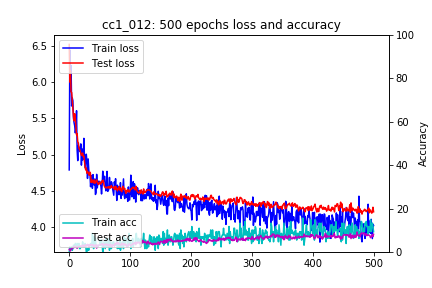 cc1_012: 500 epochs loss and accuracy
6.5
6.0
5.5
5.0
4.5
4.0
Loss
Train loss
Test loss
Train acc
Test acc
100
80
60
40
20
0
Accuracy
0
100
200
300
400
500